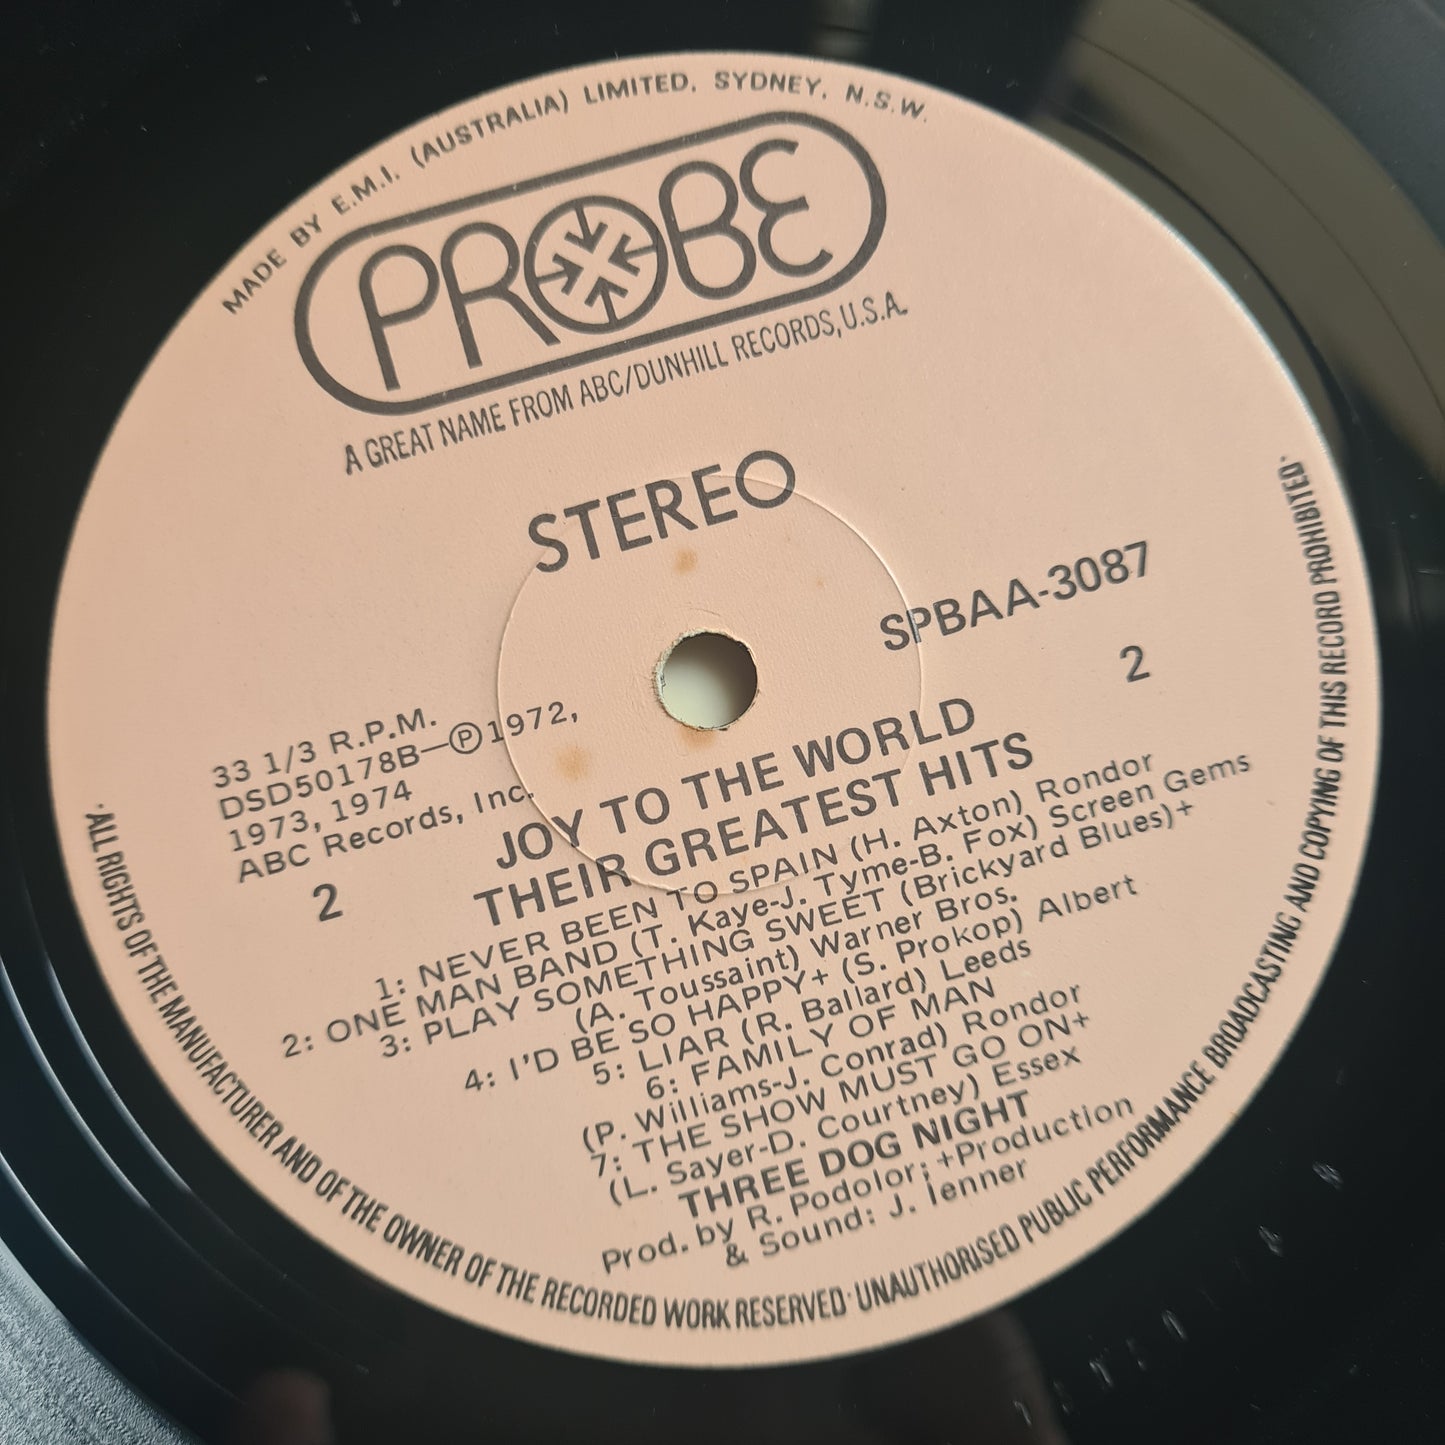 MADE BY E.M.I. (AUSTRALIA) LIMITED. SYDNEY. N.S.W.
PROBE
A GREAT NAME FROM ABC/DUNHILL RECORDS, U.S.A.
STEREO
SPBAA-3087
2
33 1/3 R.P.M.
DSD50178B—Ⓟ1972,
1973, 1974
ABC Records, Inc.
2
JOY TO THE WORLD
THEIR GREATEST HITS
1: NEVER BEEN TO SPAIN (H. Axton) Rondor
2: ONE MAN BAND (T. Kaye-J. Tyme-B. Fox) Screen Gems
3: PLAY SOMETHING SWEET (Brickyard Blues)+
(A. Toussaint) Warner Bros.
4: I'D BE SO HAPPY+ (S. Prokop) Albert
5: LIAR (R. Ballard) Leeds
6: FAMILY OF MAN
(P. Williams-J. Conrad) Rondor
7: THE SHOW MUST GO ON+
(L. Sayer-D. Courtney) Essex
THREE DOG NIGHT
Prod. by R. Podolor; +Production
& Sound: J. Ienner
·ALL RIGHTS OF THE MANUFACTURER AND OF THE OWNER OF THE RECORDED WORK RESERVED·UNAUTHORISED PUBLIC PERFORMANCE BROADCASTING AND COPYING OF THIS RECORD PROHIBITED·